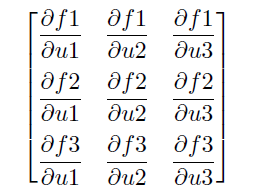 ∂f1 ∂f1 ∂f1
∂u1 ∂u2 ∂u3
∂f2 ∂f2 ∂f2
∂u1 ∂u2 ∂u3
∂f3 ∂f3 ∂f3
∂u1 ∂u2 ∂u3